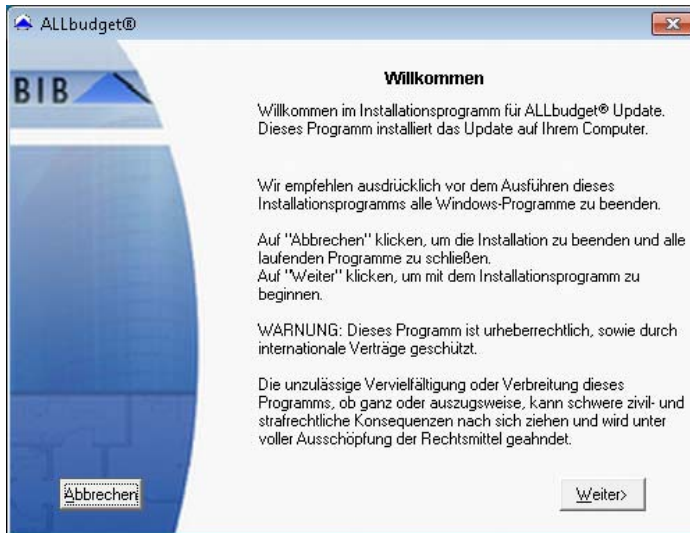 ALLbudget®
BIB
Willkommen
Willkommen im Installationsprogramm für ALLbudget® Update.
Dieses Programm installiert das Update auf Ihrem Computer.
Wir empfehlen ausdrücklich vor dem Ausführen dieses
Installationsprogramms alle Windows-Programme zu beenden.
Auf "Abbrechen" klicken, um die Installation zu beenden und alle
laufenden Programme zu schließen.
Auf "Weiter" klicken, um mit dem Installationsprogramm zu
beginnen.
WARNUNG: Dieses Programm ist urheberrechtlich, sowie durch
internationale Verträge geschützt.
Die unzulässige Vervielfältigung oder Verbreitung dieses
Programms, ob ganz oder auszugsweise, kann schwere zivil- und
strafrechtliche Konsequenzen nach sich ziehen und wird unter
voller Ausschöpfung der Rechtsmittel geahndet.
Abbrechen
Weiter>